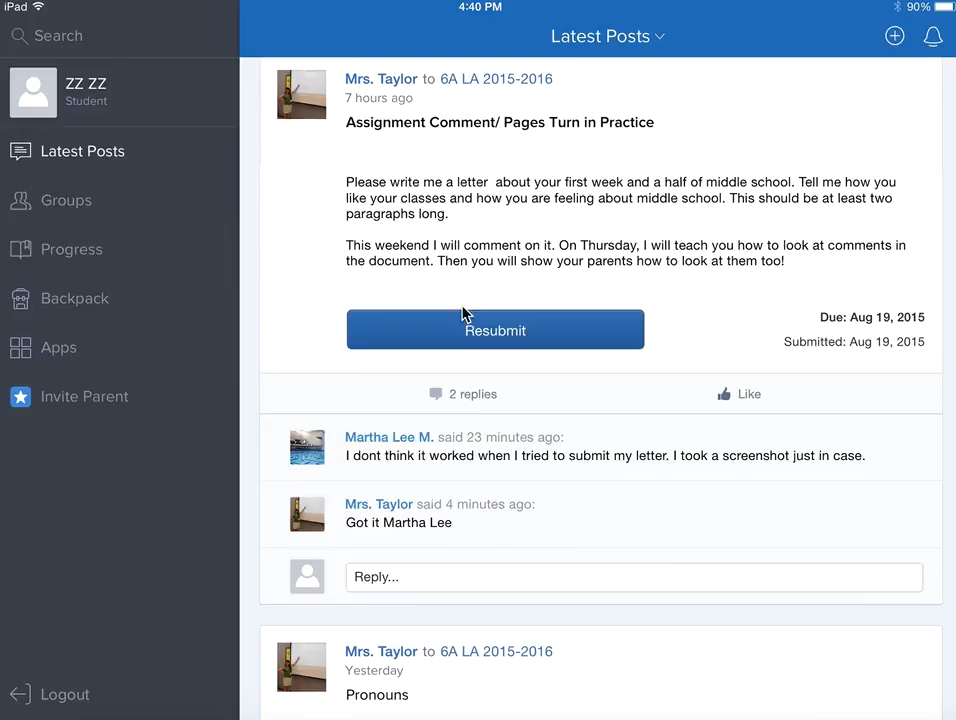 iPad
4:40 PM
90%
Search
ZZ ZZ
Student
Latest Posts
Groups
Progress
Backpack
Apps
Invite Parent
Logout
Latest Posts
Mrs. Taylor to 6A LA 2015-2016
7 hours ago
Assignment Comment/ Pages Turn in Practice
Please write me a letter about your first week and a half of middle school. Tell me how you
like your classes and how you are feeling about middle school. This should be at least two
paragraphs long.
This weekend I will comment on it. On Thursday, I will teach you how to look at comments in
the document. Then you will show your parents how to look at them too!
Resubmit
Due: Aug 19, 2015
Submitted: Aug 19, 2015
2 replies
Like
Martha Lee M. said 23 minutes ago:
I dont think it worked when I tried to submit my letter. I took a screenshot just in case.
Mrs. Taylor said 4 minutes ago:
Got it Martha Lee
Reply...
Mrs. Taylor to 6A LA 2015-2016
Yesterday
Pronouns